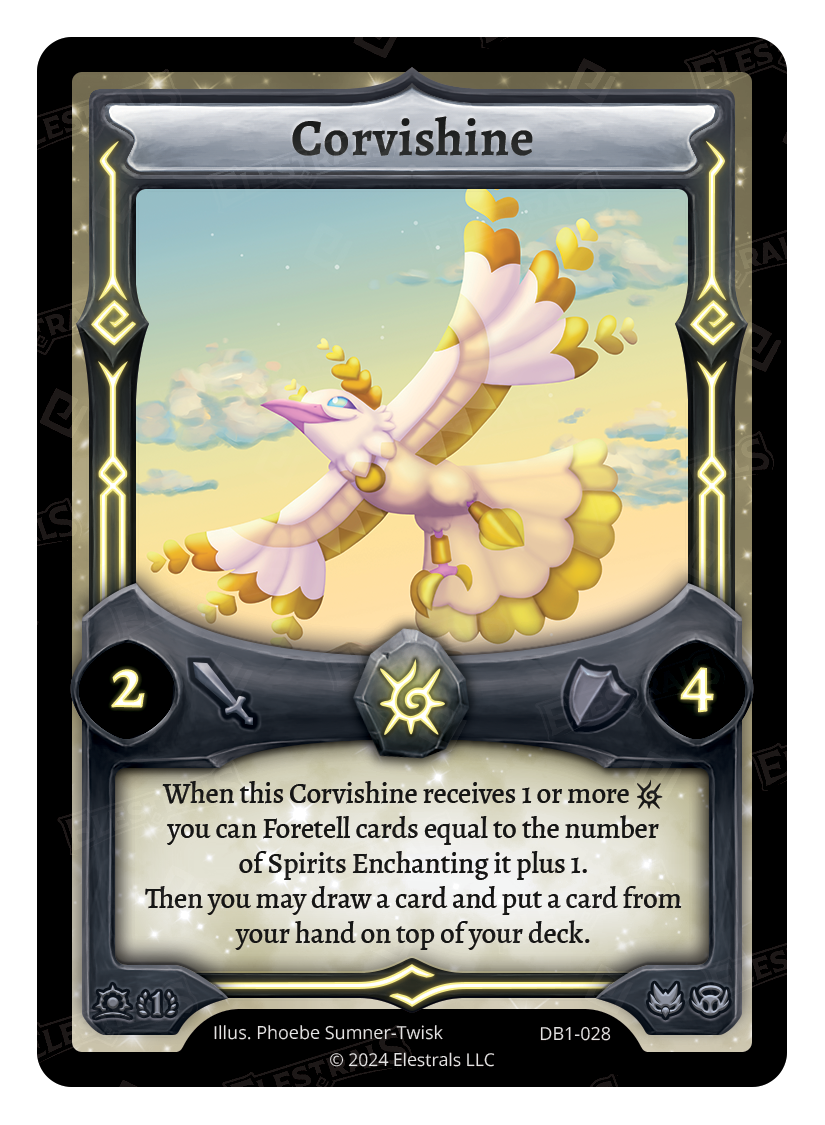 Corvishine
2
4
When this Corvishine receives 1 or more
you can Foretell cards equal to the number
of Spirits Enchanting it plus 1.
Then you may draw a card and put a card from
your hand on top of your deck.
1
Illus. Phoebe Sumner-Twisk DB1-028
© 2024 Elestrals LLC